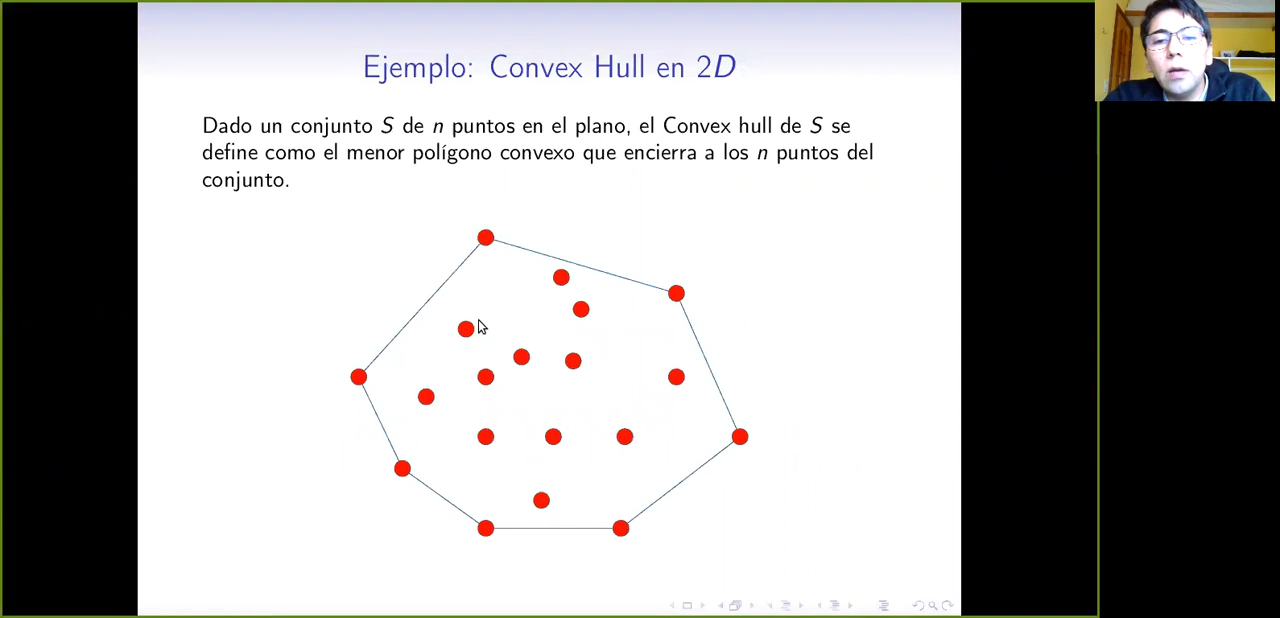 Ejemplo: Convex Hull en 2D
Dado un conjunto S de n puntos en el plano, el Convex hull de S se
define como el menor polígono convexo que encierra a los n puntos del
conjunto.